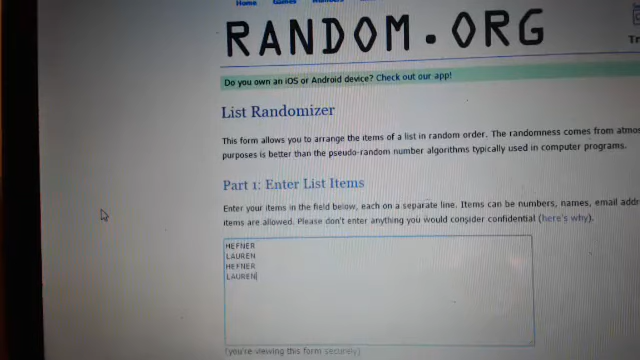 Home Games
RANDOM.ORG
Do you own an iOS or Android device? Check out our app!
List Randomizer
This form allows you to arrange the items of a list in random order. The randomness comes from atmos
purposes is better than the pseudo-random number algorithms typically used in computer programs.
Part 1: Enter List Items
Enter your items in the field below, each on a separate line. Items can be numbers, names, email addr
items are allowed. Please don't enter anything you would consider confidential (here's why).
HEFNER
LAUREN
HEFNER
LAUREN
(you're viewing this form securely)